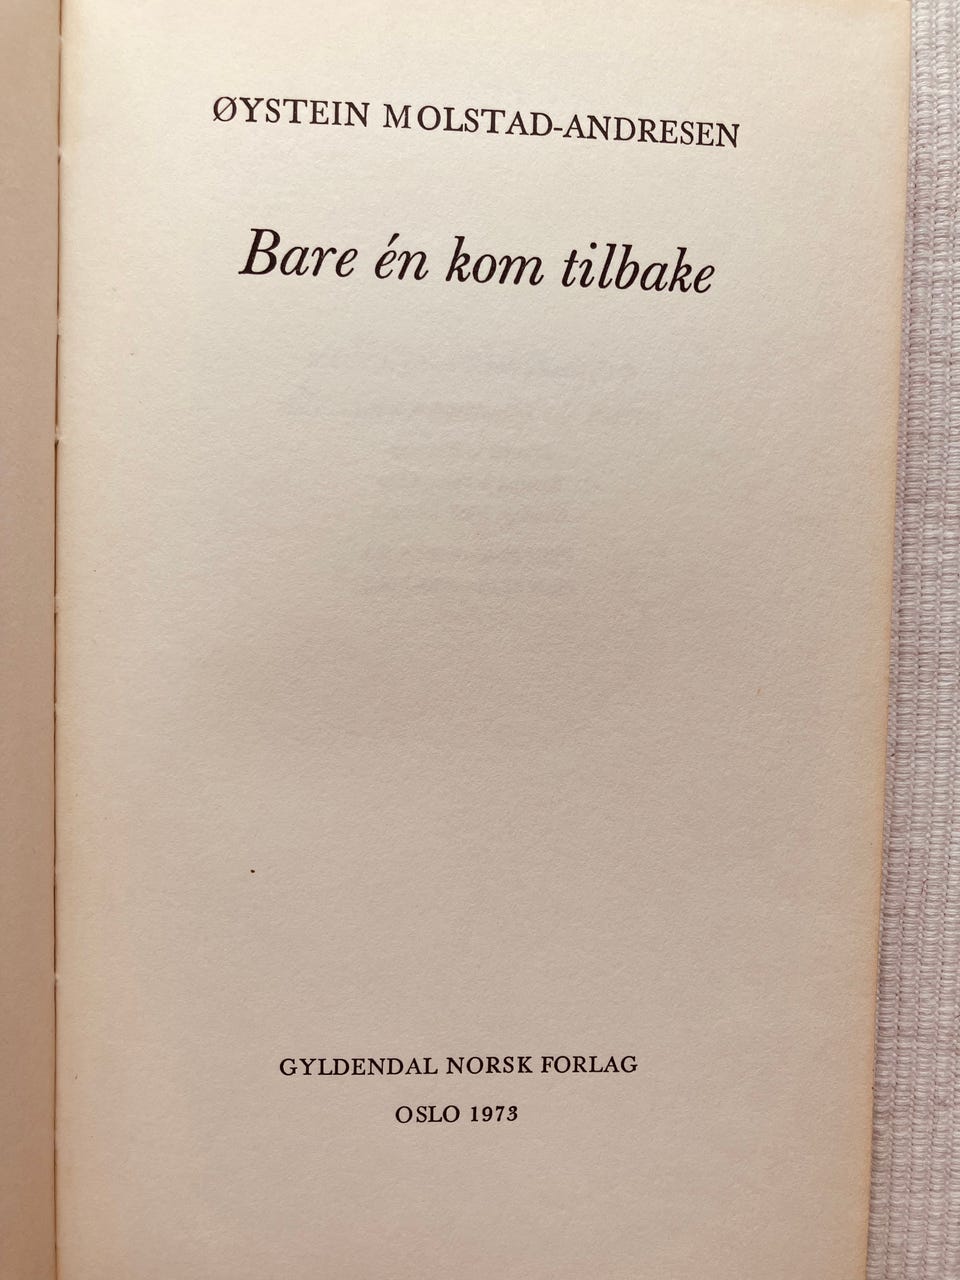 ØYSTEIN MOLSTAD-ANDRESEN
Bare én kom tilbake
GYLDENDAL NORSK FORLAG
OSLO 1973